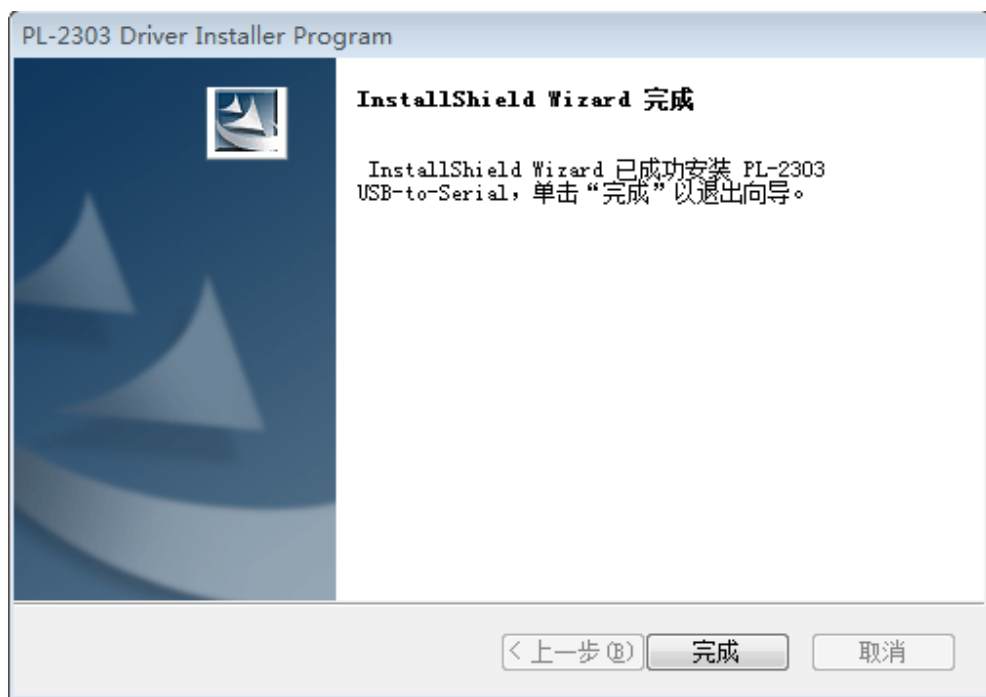 PL-2303 Driver Installer Program
InstallShield Wizard 完成
InstallShield Wizard 已成功安装 PL-2303
USB-to-Serial，单击“完成”以退出向导。
< 上一步(B)
完成
取消